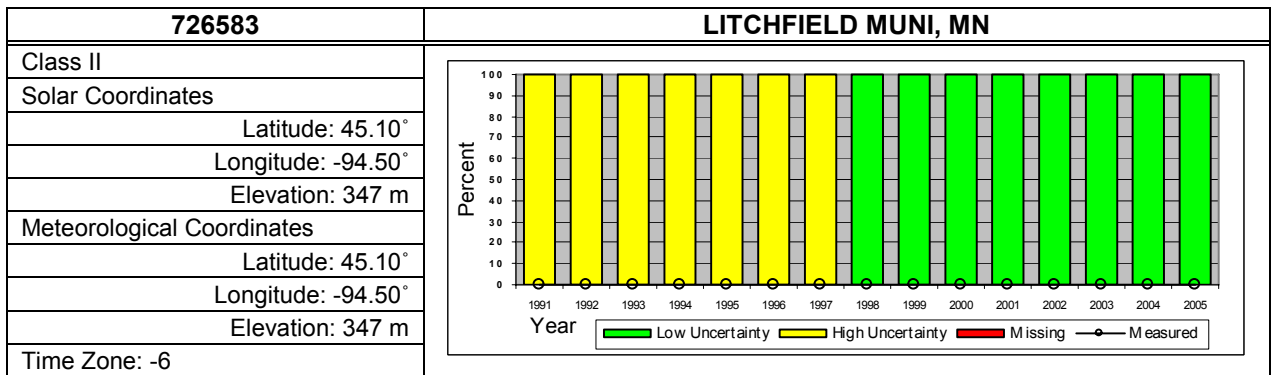 726583
LITCHFIELD MUNI, MN
Class II
Solar Coordinates
Latitude: 45.10˚
Longitude: -94.50˚
Elevation: 347 m
Meteorological Coordinates
Latitude: 45.10˚
Longitude: -94.50˚
Elevation: 347 m
Time Zone: -6
Percent
100
90
80
70
60
50
40
30
20
10
0
1991 1992 1993 1994 1995 1996 1997 1998 1999 2000 2001 2002 2003 2004 2005
Year
Low Uncertainty High Uncertainty Missing Measured